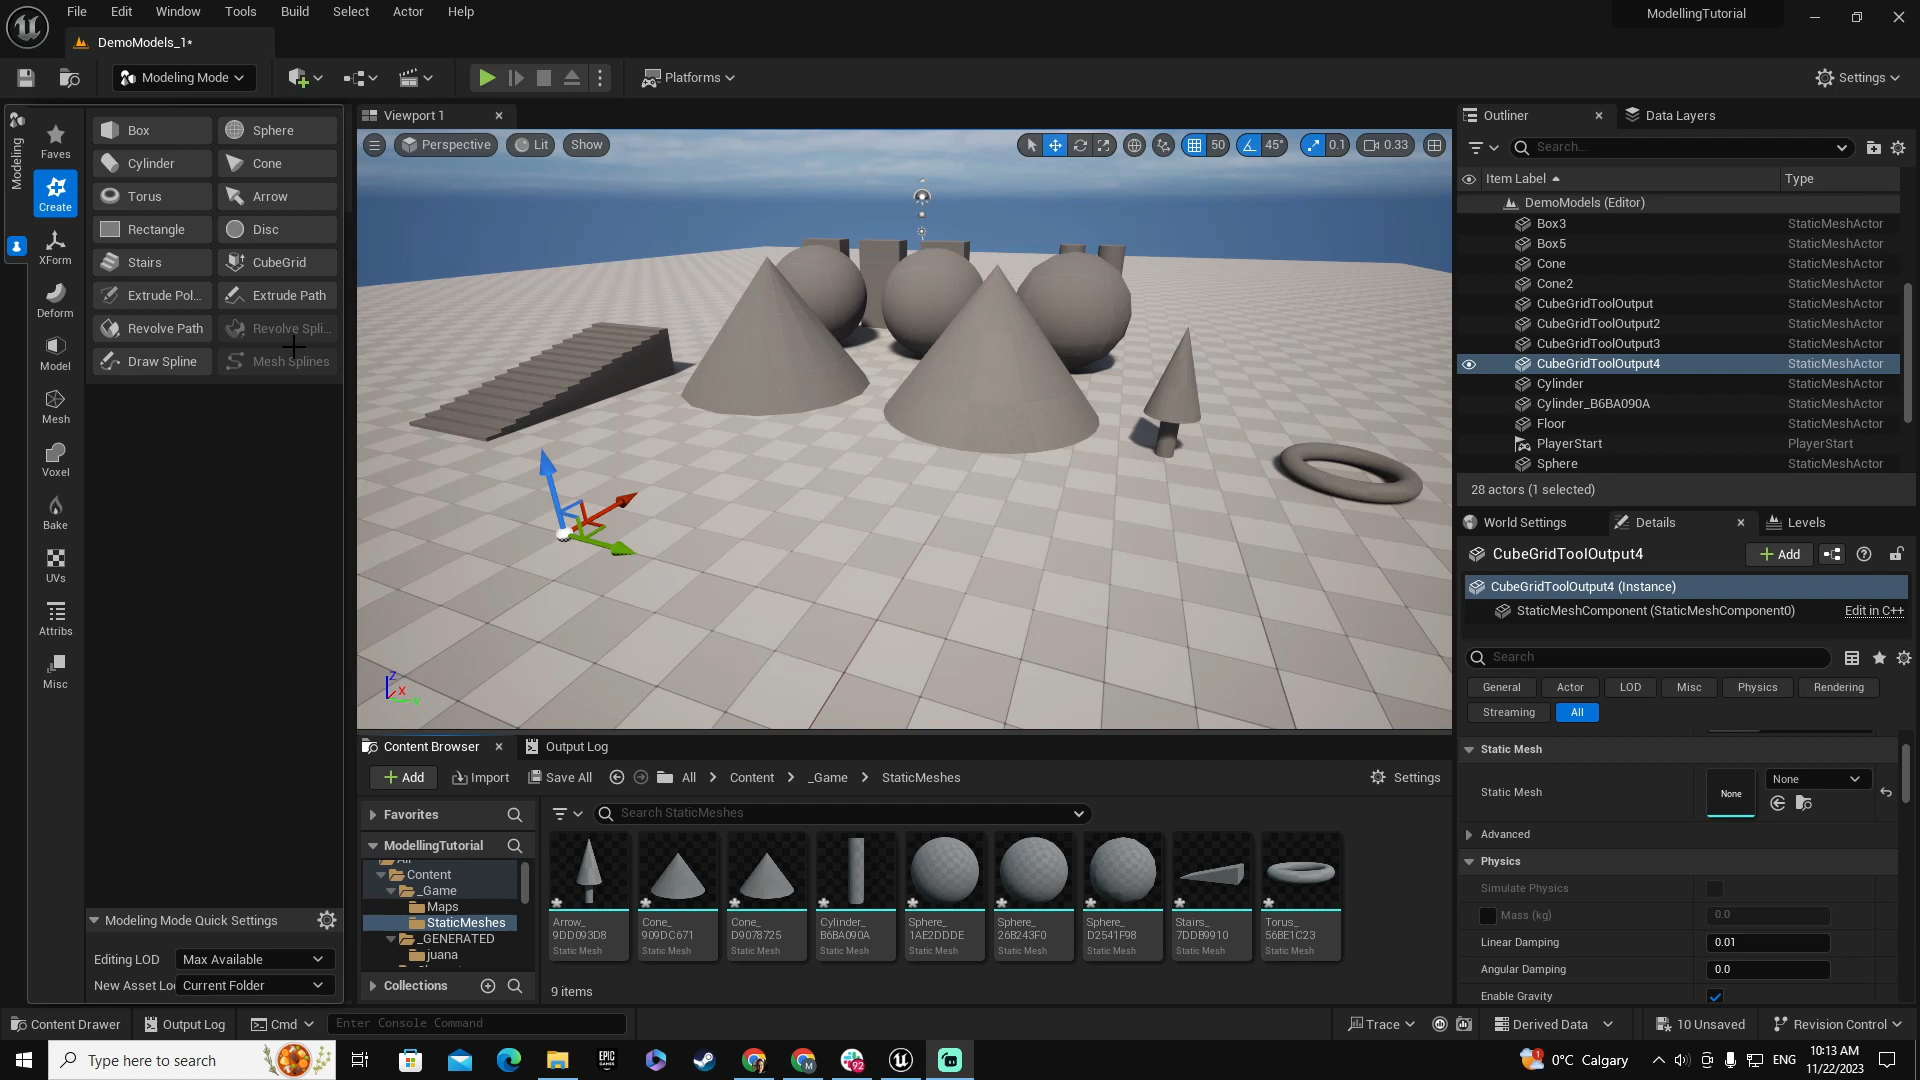 File Edit Window Tools Build Select Actor Help
ModellingTutorial
DemoModels_1*
Modeling Mode
Platforms
Settings
Modeling
Faves
Create
XForm
Deform
Model
Mesh
Voxel
Bake
UVs
Attribs
Misc
Box Sphere
Cylinder Cone
Torus Arrow
Rectangle Disc
Stairs CubeGrid
Extrude Pol... Extrude Path
Revolve Path Revolve Spli...
Draw Spline Mesh Splines
Modeling Mode Quick Settings
Editing LOD Max Available
New Asset Loc Current Folder
Viewport 1
Perspective Lit Show
50 45° 0.1 0.33
Z
X
Y
Outliner Data Layers
Search...
Item Label Type
DemoModels (Editor)
Box3 StaticMeshActor
Box5 StaticMeshActor
Cone StaticMeshActor
Cone2 StaticMeshActor
CubeGridToolOutput StaticMeshActor
CubeGridToolOutput2 StaticMeshActor
CubeGridToolOutput3 StaticMeshActor
CubeGridToolOutput4 StaticMeshActor
Cylinder StaticMeshActor
Cylinder_B6BA090A StaticMeshActor
Floor StaticMeshActor
PlayerStart PlayerStart
Sphere StaticMeshActor
28 actors (1 selected)
World Settings Details Levels
CubeGridToolOutput4
Add
CubeGridToolOutput4 (Instance)
StaticMeshComponent (StaticMeshComponent0) Edit in C++
Search
General Actor LOD Misc Physics Rendering
Streaming All
Static Mesh
Static Mesh None None
Advanced
Physics
Simulate Physics
Mass (kg) 0.0
Linear Damping 0.01
Angular Damping 0.0
Enable Gravity
Content Browser Output Log
Add Import Save All All Content _Game StaticMeshes Settings
Favorites
ModellingTutorial
All
Content
_Game
Maps
StaticMeshes
_GENERATED
juana
Collections
Search StaticMeshes
Arrow_
9DD093D8
Static Mesh
Cone_
909DC671
Static Mesh
Cone_
D9078725
Static Mesh
Cylinder_
B6BA090A
Static Mesh
Sphere_
1AE2DDDE
Static Mesh
Sphere_
26B243F0
Static Mesh
Sphere_
D2541F98
Static Mesh
Stairs_
7DDB9910
Static Mesh
Torus_
56BE1C23
Static Mesh
9 items
Content Drawer Output Log Cmd Enter Console Command
Trace Derived Data 10 Unsaved Revision Control
Type here to search
EPIC
GAMES
M
92
1
0°C Calgary
ENG
10:13 AM
11/22/2023